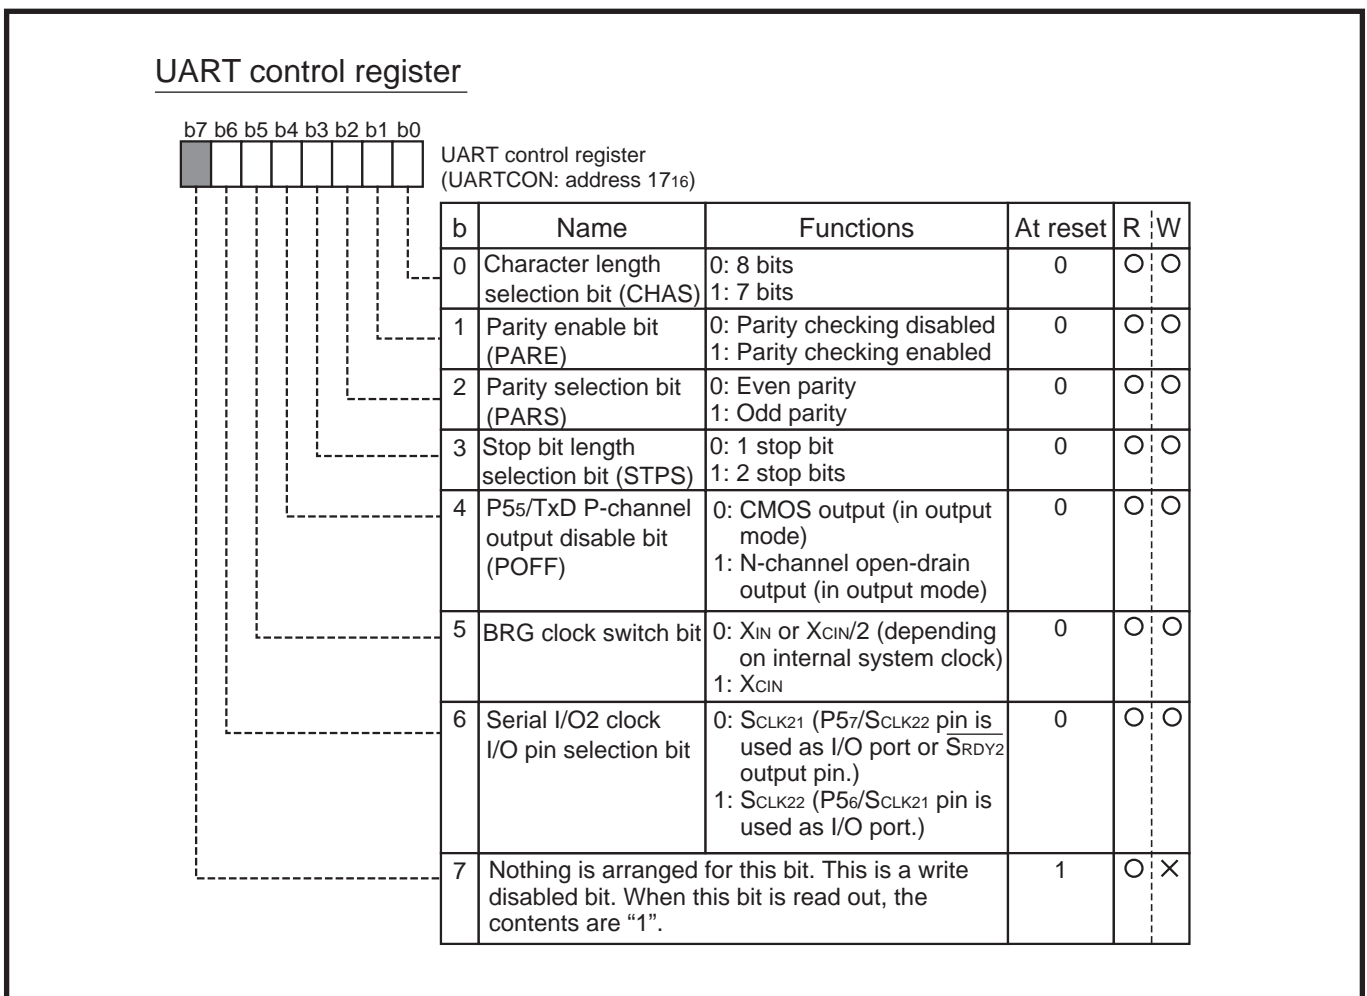 UART control register
b7 b6 b5 b4 b3 b2 b1 b0
UART control register
(UARTCON: address 1716)
b Name Functions At reset R W
0 Character length selection bit (CHAS) 0: 8 bits 0 O O
1: 7 bits
1 Parity enable bit (PARE) 0: Parity checking disabled 0 O O
1: Parity checking enabled
2 Parity selection bit (PARS) 0: Even parity 0 O O
1: Odd parity
3 Stop bit length selection bit (STPS) 0: 1 stop bit 0 O O
1: 2 stop bits
4 P55/TxD P-channel output disable bit (POFF) 0: CMOS output (in output mode) 0 O O
1: N-channel open-drain output (in output mode)
5 BRG clock switch bit 0: XIN or XCIN/2 (depending on internal system clock) 0 O O
1: XCIN
6 Serial I/O2 clock I/O pin selection bit 0: SCLK21 (P57/SCLK22 pin is used as I/O port or SRDY2 output pin.) 0 O O
1: SCLK22 (P56/SCLK21 pin is used as I/O port.)
7 Nothing is arranged for this bit. This is a write disabled bit. When this bit is read out, the contents are “1”. 1 O ×